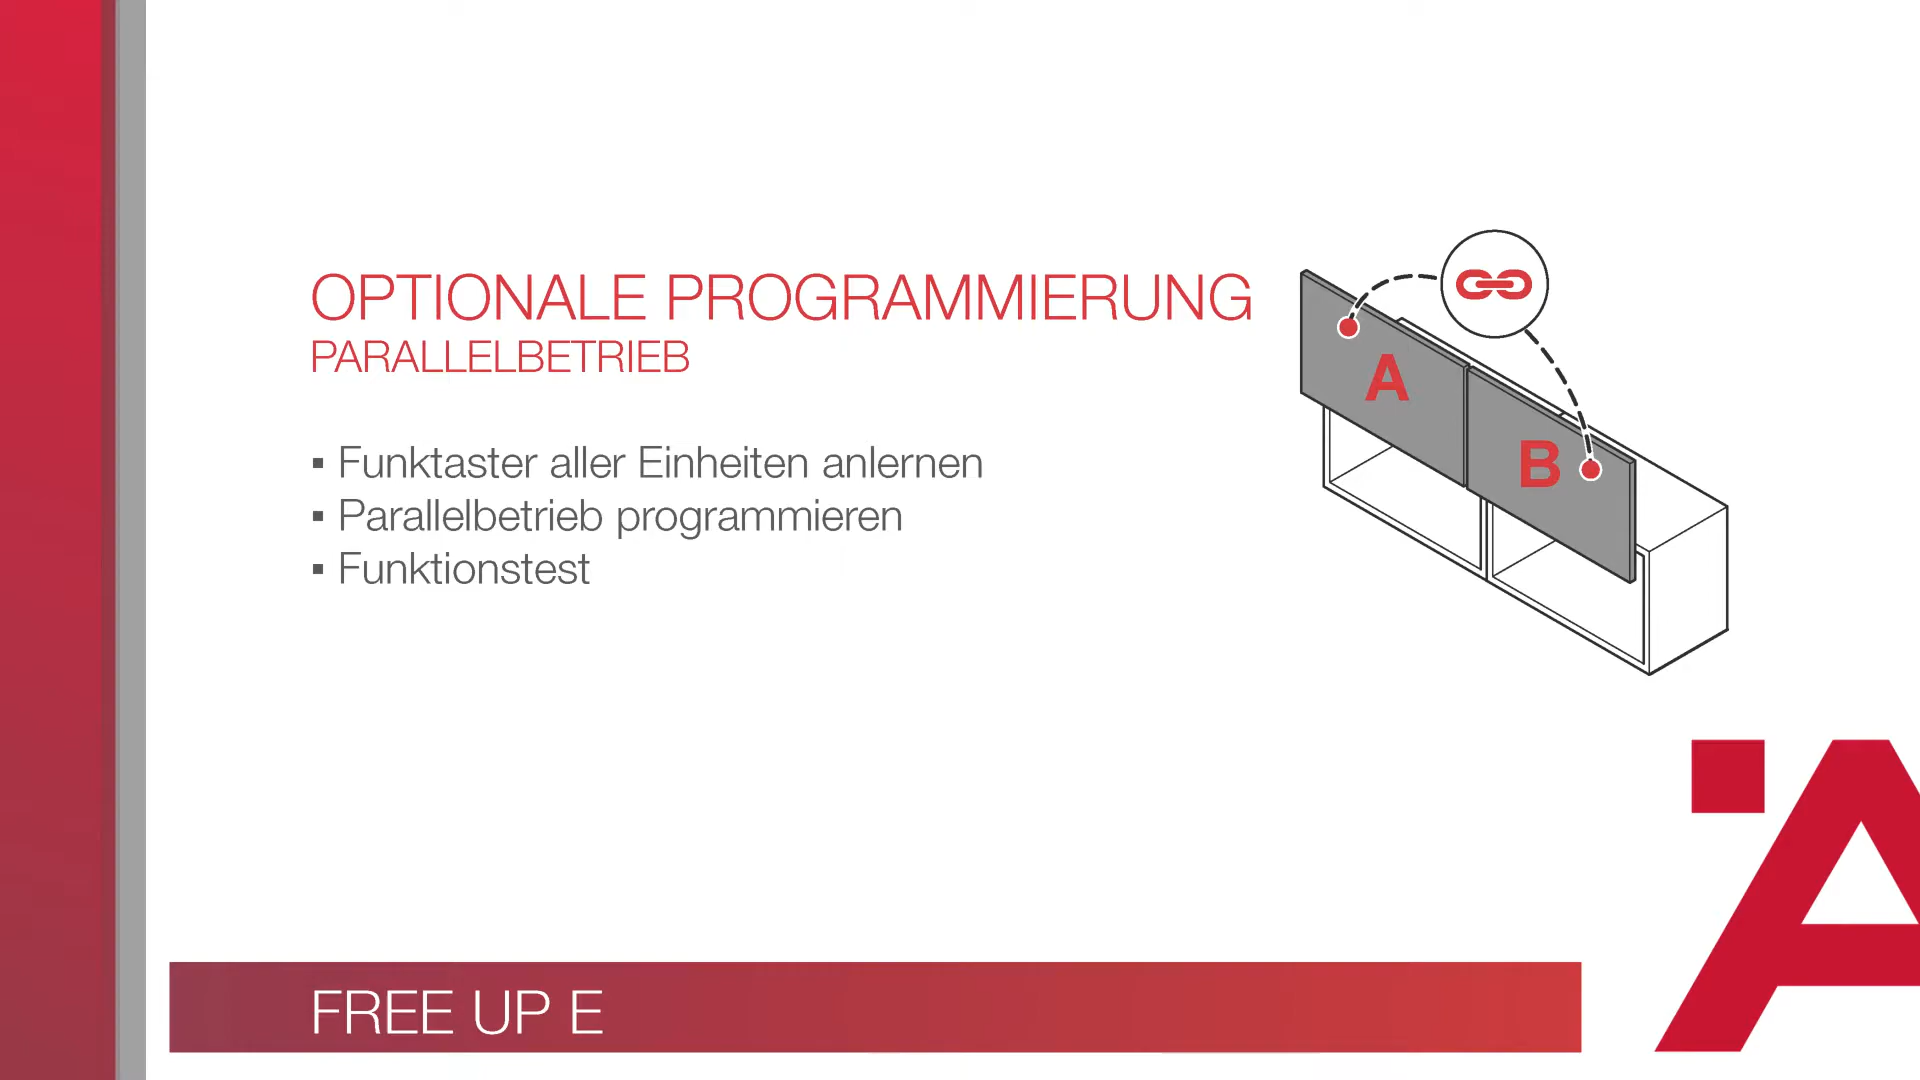 OPTIONALE PROGRAMMIERUNG
PARALLELBETRIEB
▪ Funktaster aller Einheiten anlernen
▪ Parallelbetrieb programmieren
▪ Funktionstest
A
B
FREE UP E